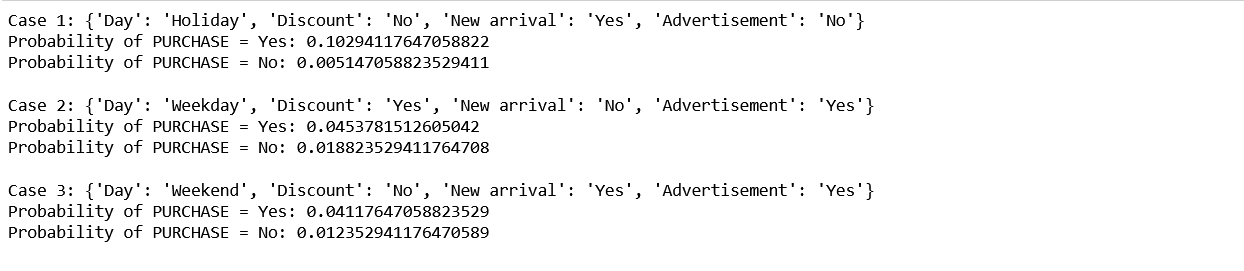 Case 1: {'Day': 'Holiday', 'Discount': 'No', 'New arrival': 'Yes', 'Advertisement': 'No'}
Probability of PURCHASE = Yes: 0.10294117647058822
Probability of PURCHASE = No: 0.005147058823529411
Case 2: {'Day': 'Weekday', 'Discount': 'Yes', 'New arrival': 'No', 'Advertisement': 'Yes'}
Probability of PURCHASE = Yes: 0.0453781512605042
Probability of PURCHASE = No: 0.018823529411764708
Case 3: {'Day': 'Weekend', 'Discount': 'No', 'New arrival': 'Yes', 'Advertisement': 'Yes'}
Probability of PURCHASE = Yes: 0.04117647058823529
Probability of PURCHASE = No: 0.012352941176470589